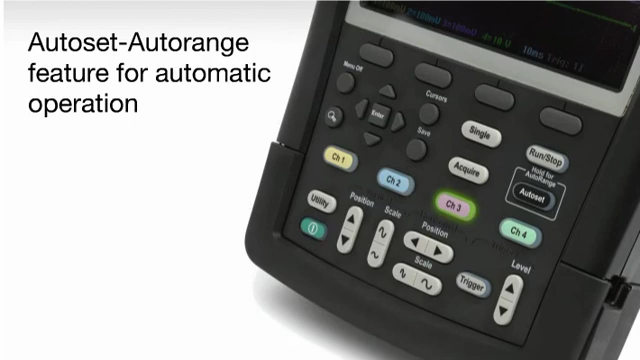 Autoset-Autorange
feature for automatic
operation
10ms
Menu Off
Cursors
Enter
Save
Single
Run/Stop
Hold for
AutoRange
Autoset
Ch 1
Ch 2
Acquire
Ch 3
Ch 4
Utility
Position
Scale
Position
Scale
Trigger
Level